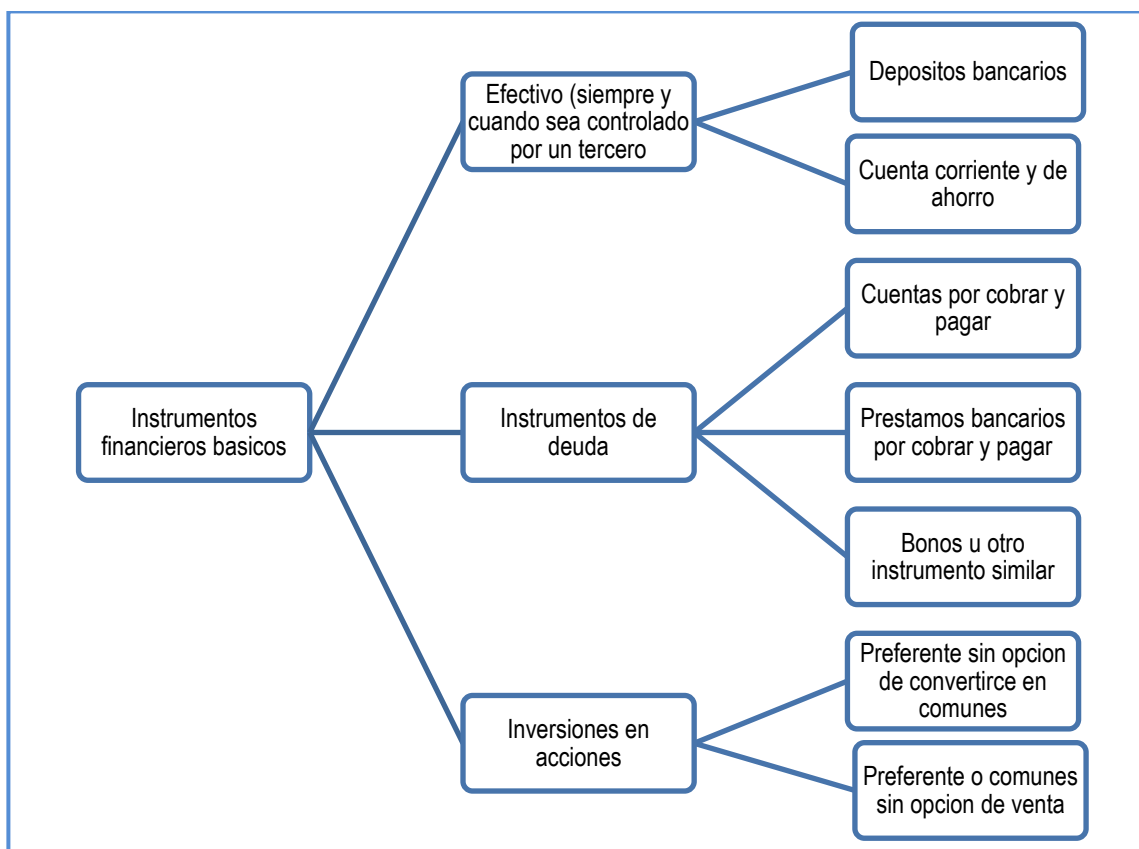 Instrumentos
financieros basicos
Efectivo (siempre y
cuando sea controlado
por un tercero
Depositos bancarios
Cuenta corriente y de
ahorro
Instrumentos de
deuda
Cuentas por cobrar y
pagar
Prestamos bancarios
por cobrar y pagar
Bonos u otro
instrumento similar
Inversiones en
acciones
Preferente sin opcion
de convertirce en
comunes
Preferente o comunes
sin opcion de venta